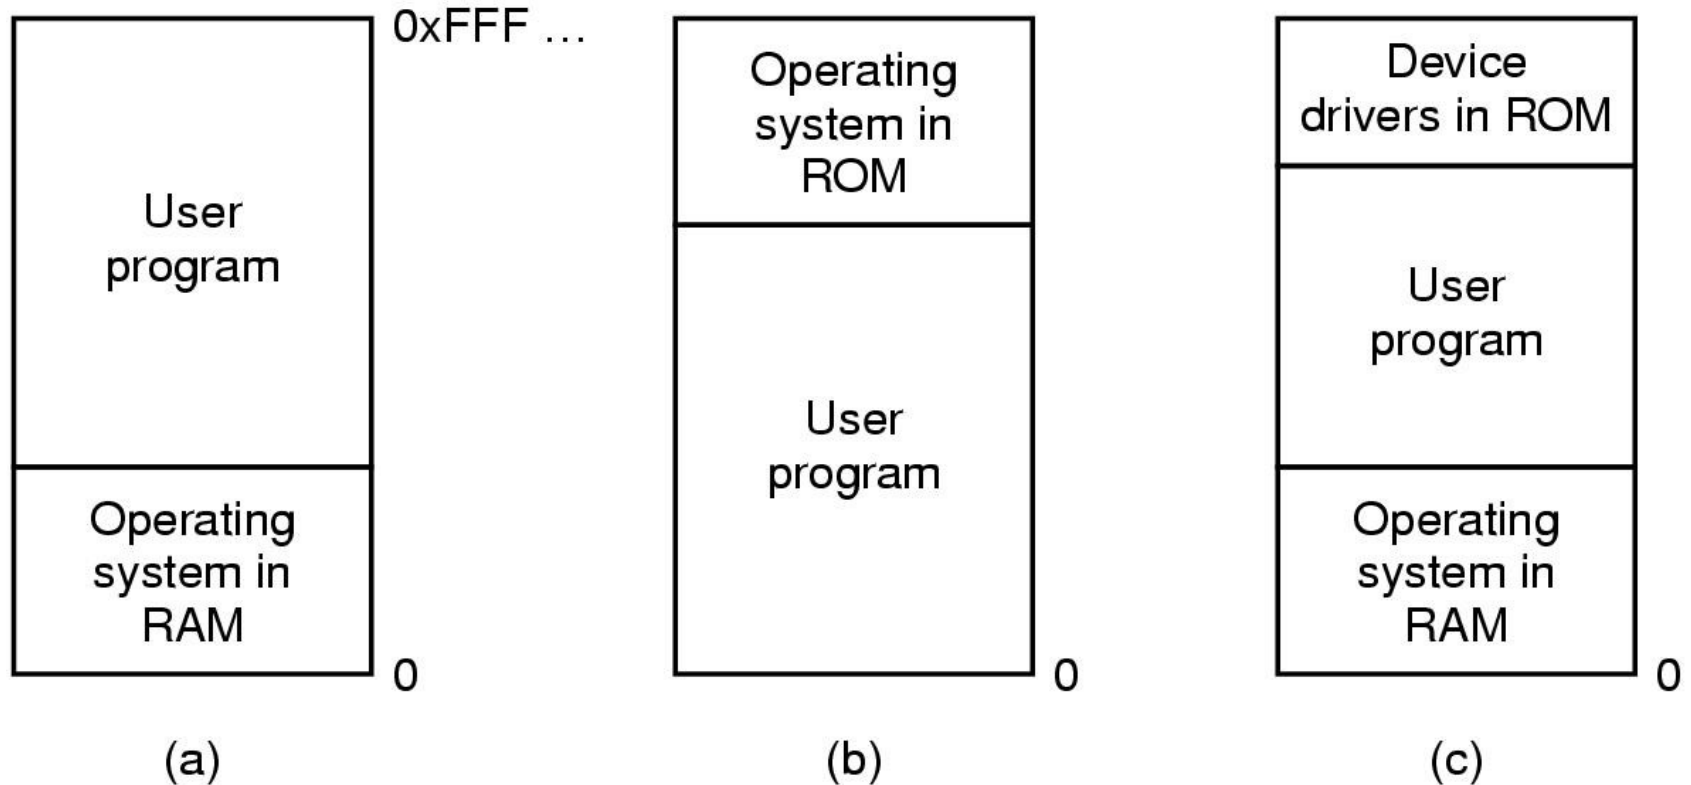 0xFFF ...
User
program
Operating
system in
RAM
0
(a)
Operating
system in
ROM
User
program
0
(b)
Device
drivers in ROM
User
program
Operating
system in
RAM
0
(c)